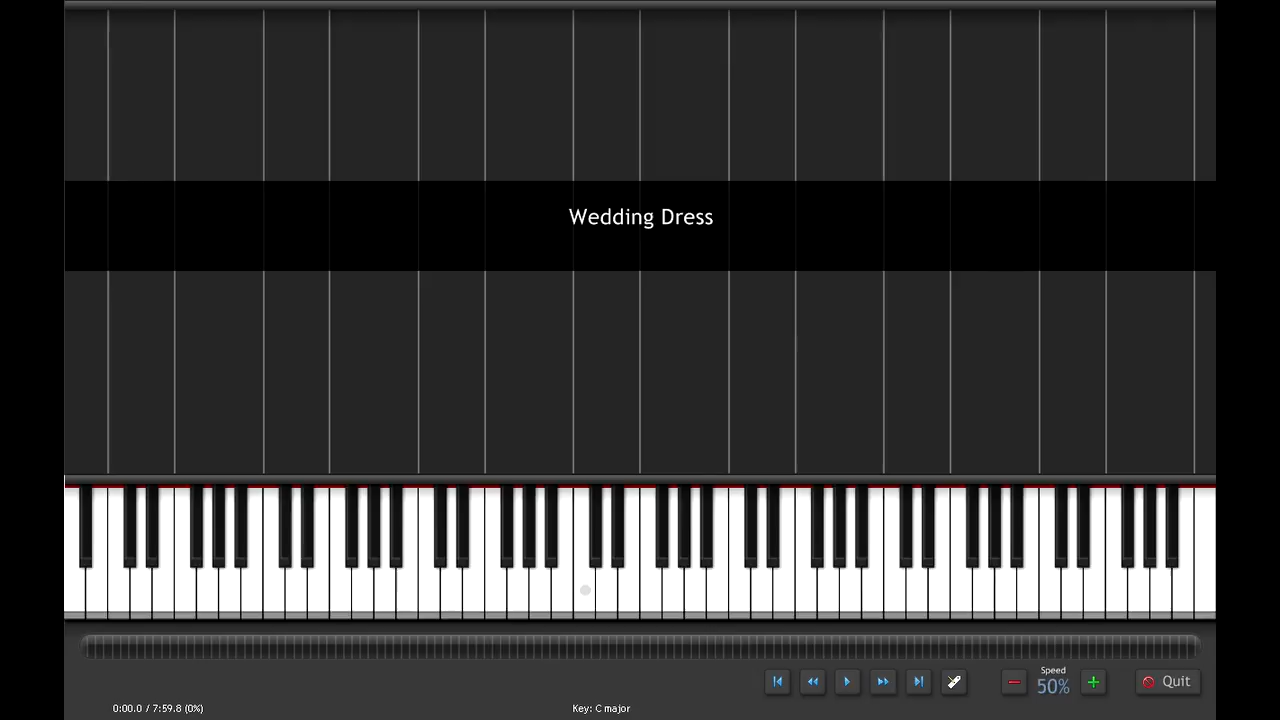 Wedding Dress
Speed
50%
Quit
0:00.0 / 7:59.8 (0%)
Key: C major